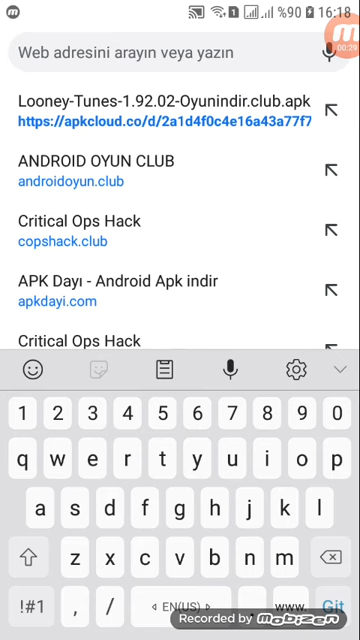 %90 16:18
Web adresini arayın veya yazın
00:29
Looney-Tunes-1.92.02-Oyunindir.club.apk
https://apkcloud.co/d/2a1d4f0c4e16a43a77f7
ANDROID OYUN CLUB
androidoyun.club
Critical Ops Hack
copshack.club
APK Dayı - Android Apk indir
apkdayi.com
Critical Ops Hack
1 2 3 4 5 6 7 8 9 0
q w e r t y u i o p
a s d f g h j k l
z x c v b n m
!#1 , / EN(US) . www. Git
Recorded by mobizen